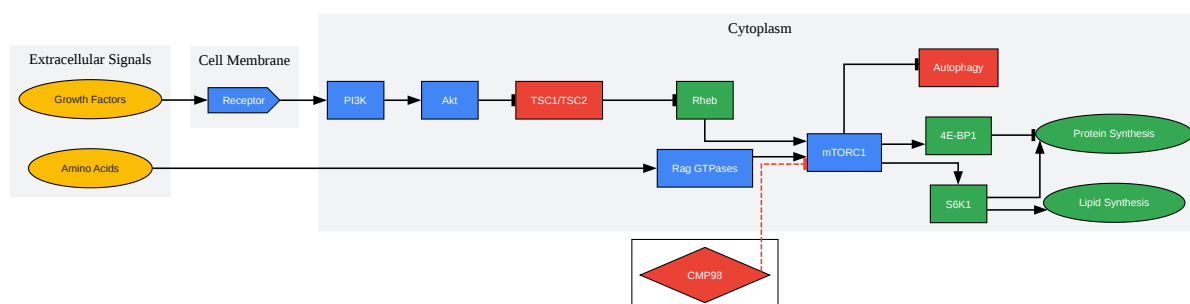 Cytoplasm
Extracellular Signals
Cell Membrane
Autophagy
Growth Factors
Receptor
PI3K
Akt
TSC1/TSC2
Rheb
4E-BP1
Protein Synthesis
mTORC1
Amino Acids
Rag GTPases
S6K1
Lipid Synthesis
CMP98